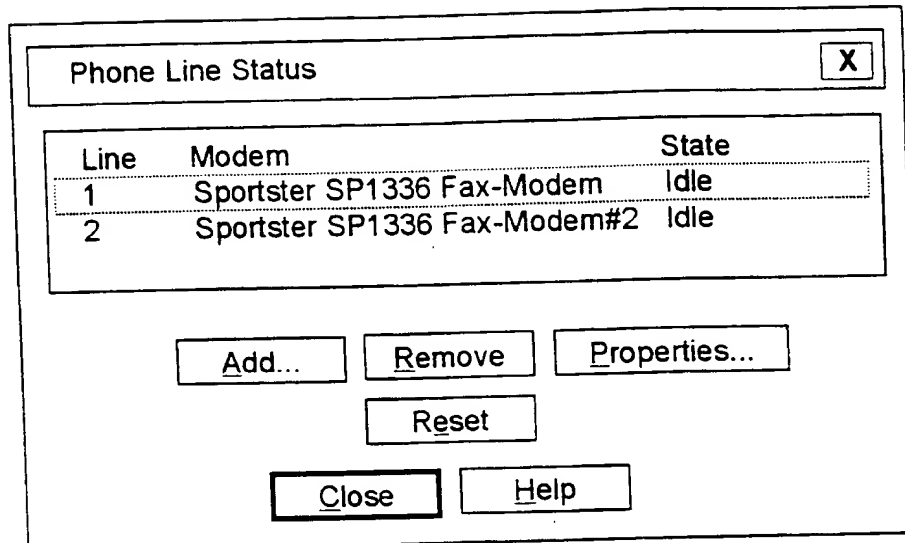 Phone Line Status X
Line Modem State
1 Sportster SP1336 Fax-Modem Idle
2 Sportster SP1336 Fax-Modem#2 Idle
Add... Remove Properties...
Reset
Close Help